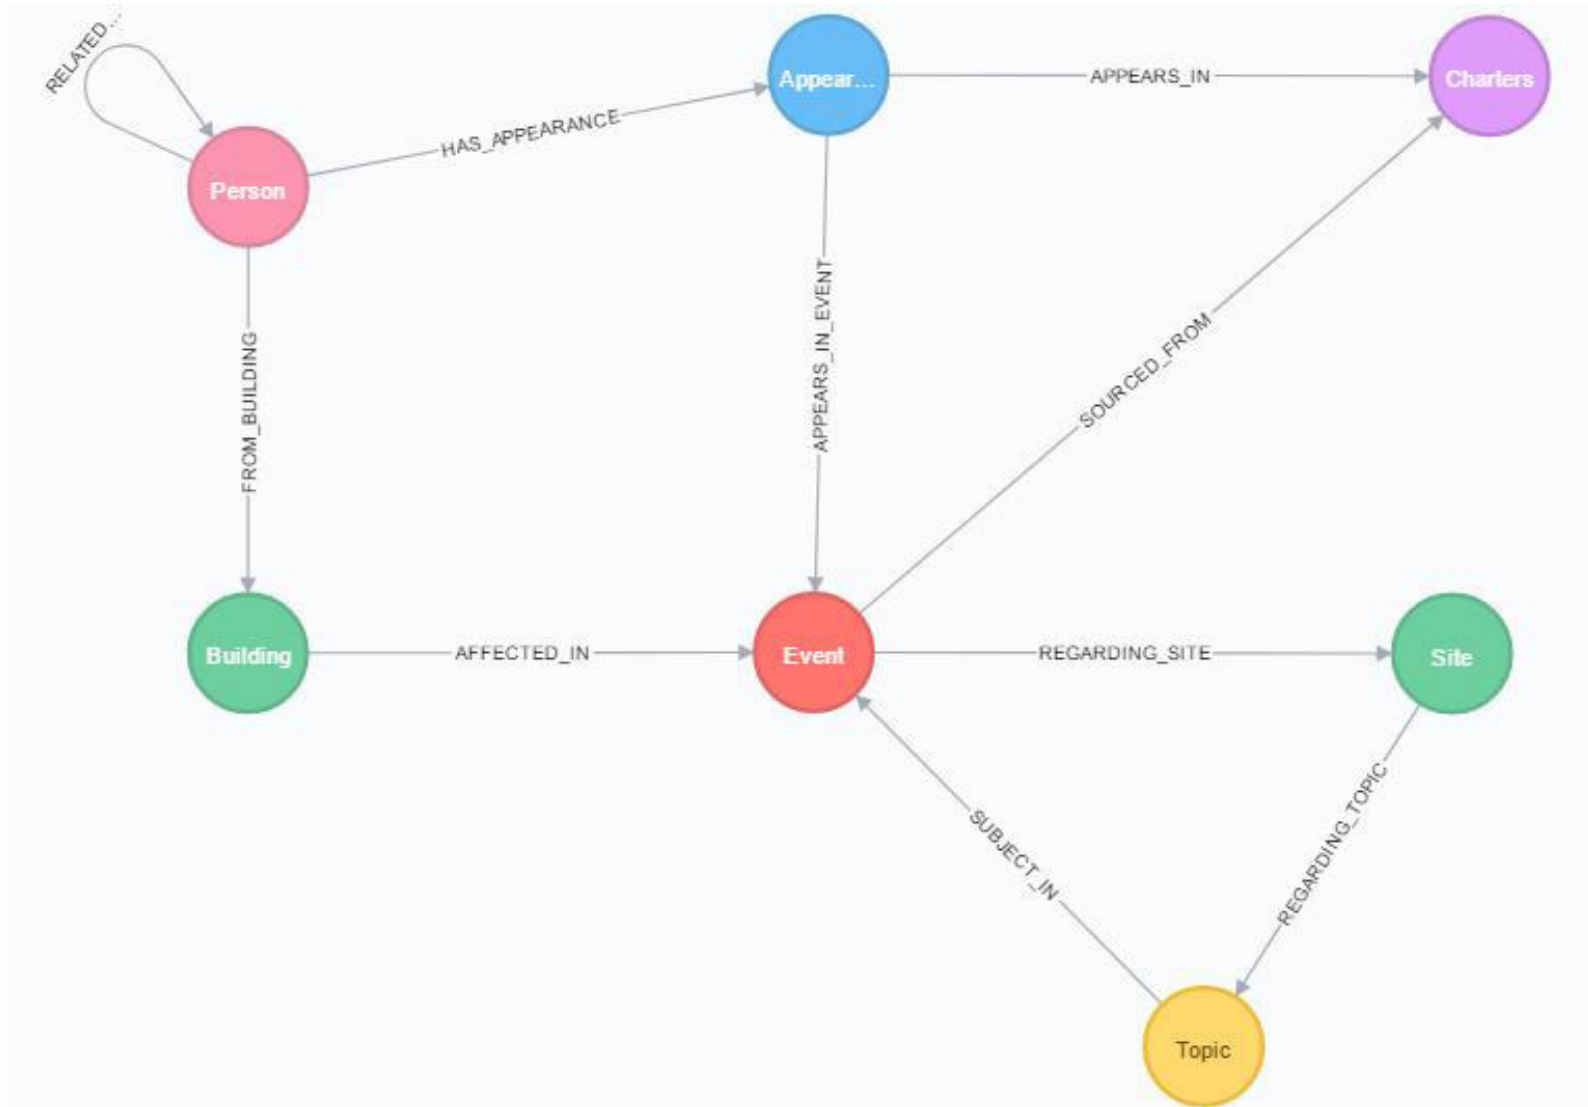 RELATED...
Appear...
APPEARS_IN
Charters
HAS_APPEARANCE
Person
APPEARS_IN_EVENT
SOURCED_FROM
FROM_BUILDING
Building
AFFECTED_IN
Event
REGARDING_SITE
Site
SUBJECT_IN
REGARDING_TOPIC
Topic